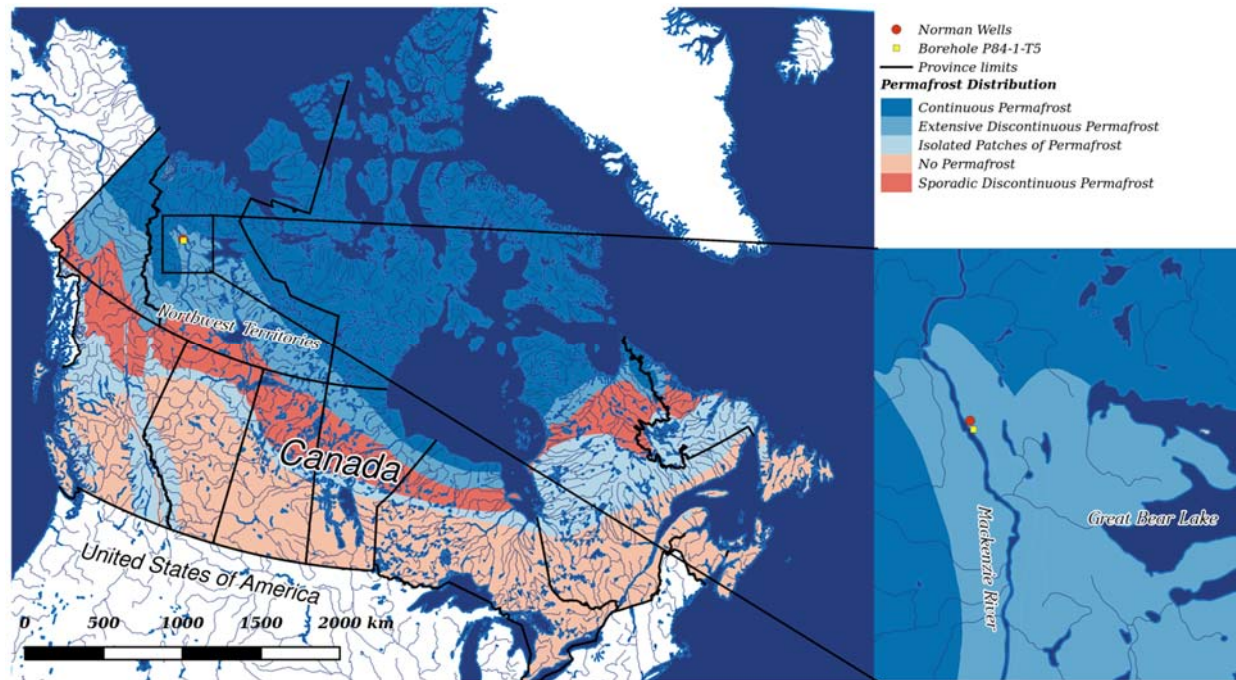 Norman Wells
Borehole P84-1-T5
Province limits
Permafrost Distribution
Continuous Permafrost
Extensive Discontinuous Permafrost
Isolated Patches of Permafrost
No Permafrost
Sporadic Discontinuous Permafrost
Northwest Territories
Canada
United States of America
0 500 1000 1500 2000 km
Mackenzie River
Great Bear Lake